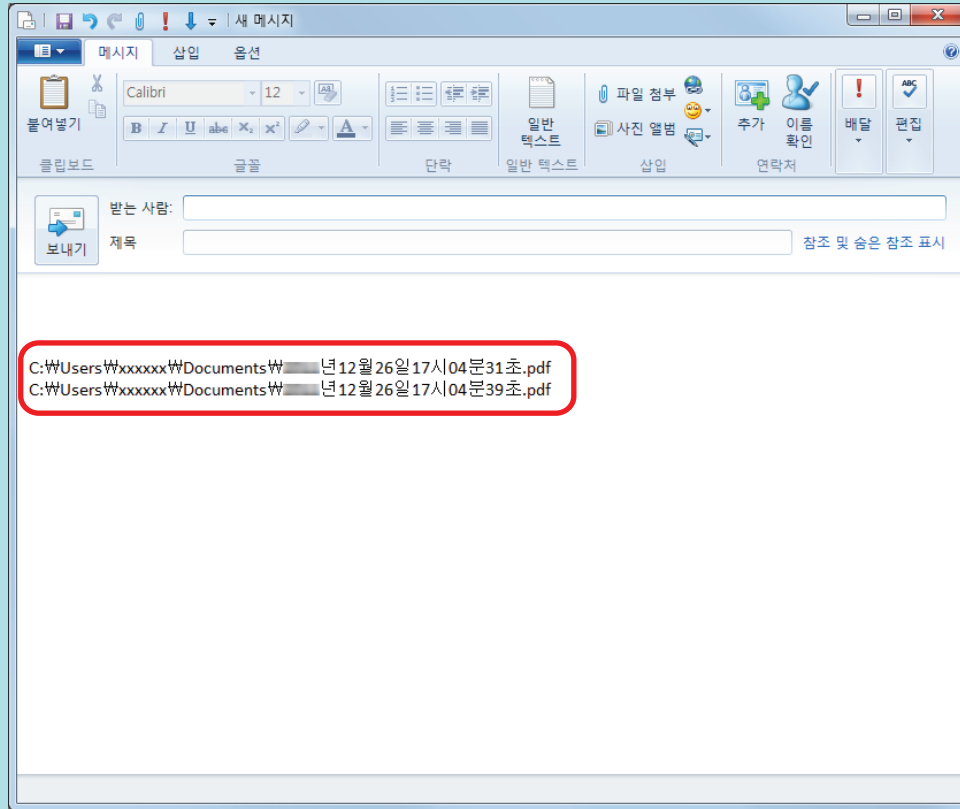 새 메시지
메시지 삽입 옵션
붙여넣기
클립보드
Calibri 12
B I U abe X₂ x² A
글꼴
단락
일반
텍스트
일반 텍스트
파일 첨부
사진 앨범
삽입
추가
이름
확인
연락처
배달
ABC
편집
보내기
받는 사람:
제목
참조 및 숨은 참조 표시
C:₩Users₩xxxxxx₩Documents₩ 년12월26일17시04분31초.pdf
C:₩Users₩xxxxxx₩Documents₩ 년12월26일17시04분39초.pdf